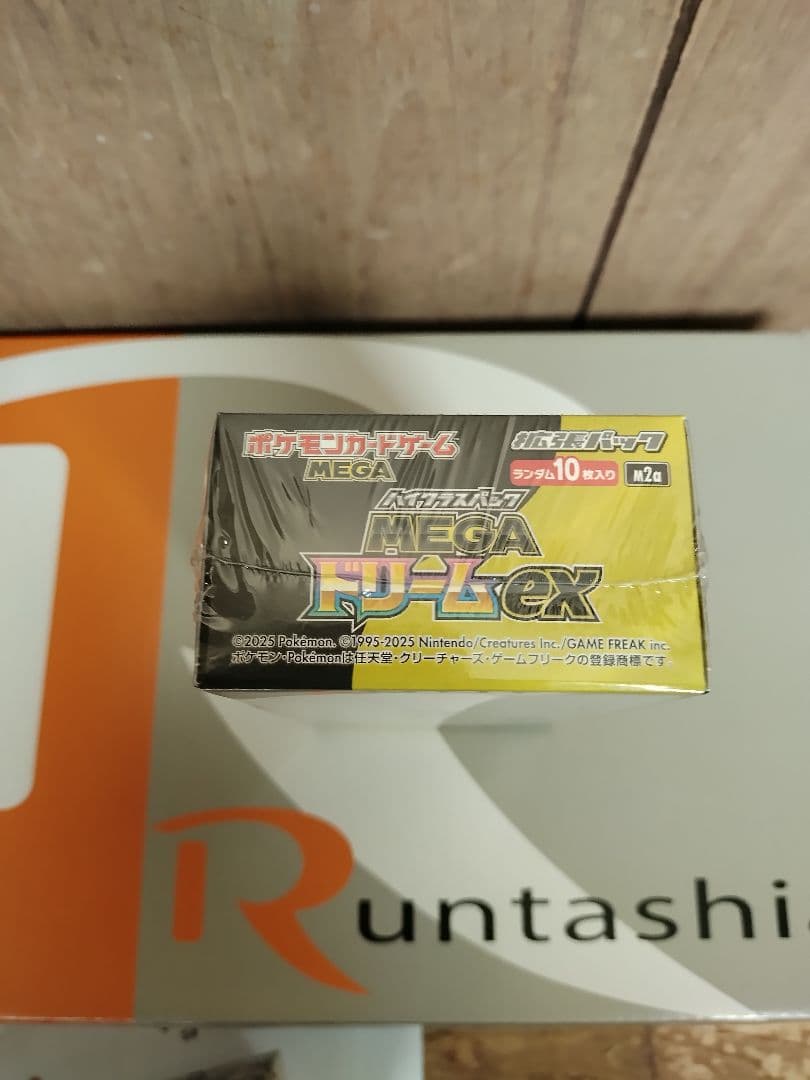 ポケモンカードゲーム
MEGA
拡張パック
ランダム10枚入り
M2a
ハイクラスパック
MEGA
ドリームex
©2025 Pokémon. ©1995-2025 Nintendo/Creatures Inc./GAME FREAK inc.
ポケモン・Pokémonは任天堂・クリーチャーズ・ゲームフリークの登録商標です。
Runtashi